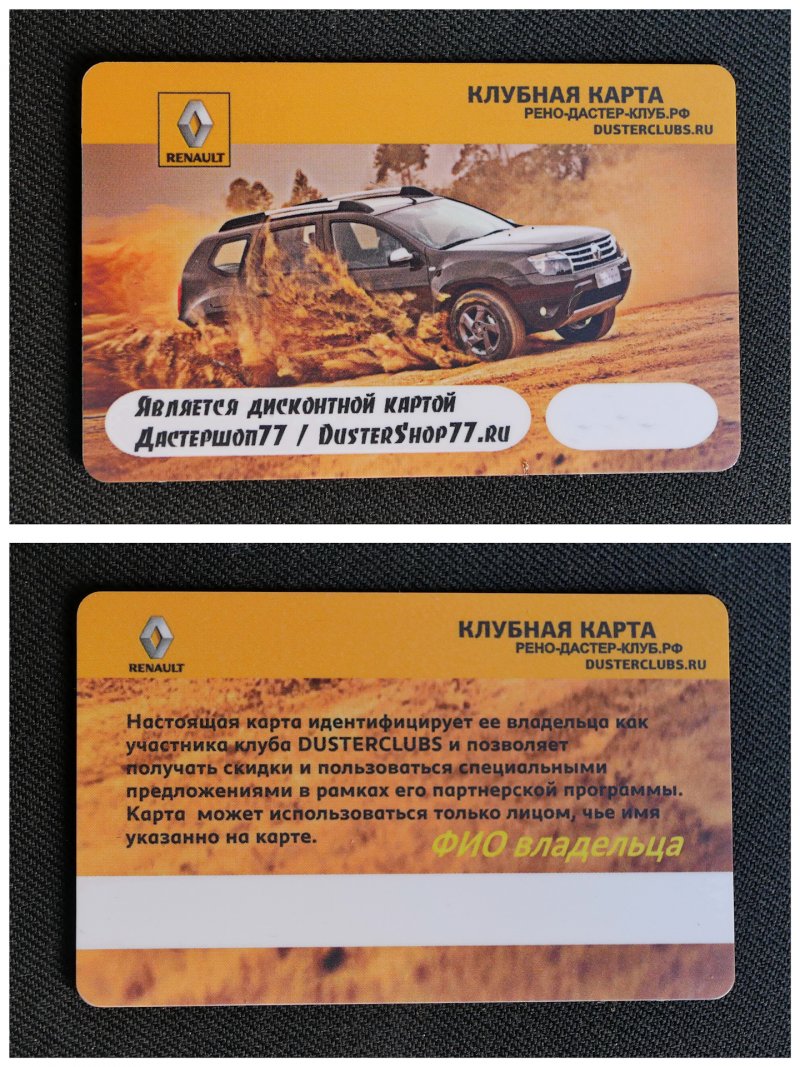 RENAULT
КЛУБНАЯ КАРТА
РЕНО-ДАСТЕР-КЛУБ.РФ
DUSTERCLUBS.RU
Является дисконтной картой
Дастершоп77 / DusterShop77.ru
RENAULT
КЛУБНАЯ КАРТА
РЕНО-ДАСТЕР-КЛУБ.РФ
DUSTERCLUBS.RU
Настоящая карта идентифицирует ее владельца как
участника клуба DUSTERCLUBS и позволяет
получать скидки и пользоваться специальными
предложениями в рамках его партнерской программы.
Карта может использоваться только лицом, чье имя
указанно на карте.
ФИО владельца